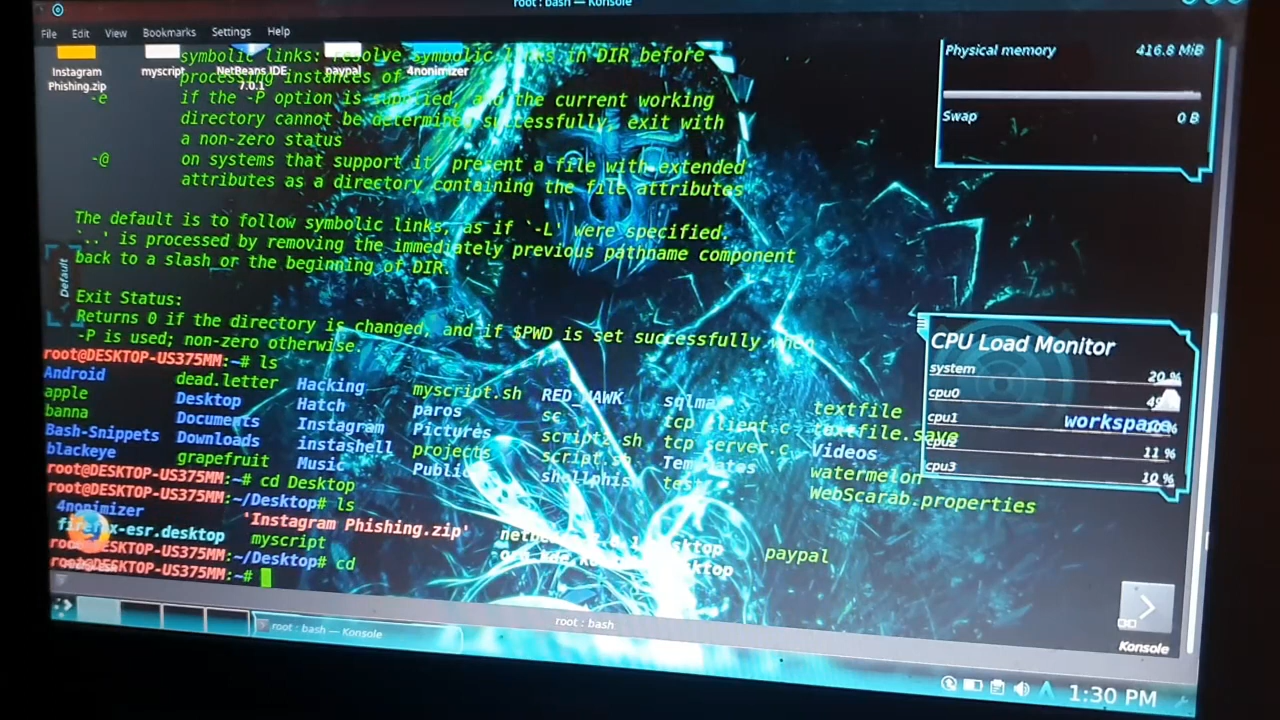 root : bash — Konsole
File Edit View Bookmarks Settings Help
Instagram Phishing.zip
myscript
NetBeans IDE 7.0.1
paypal
4nonimizer
symbolic links: resolve symbolic links in DIR before
processing instances of
-e if the -P option is supplied, and the current working
directory cannot be determined successfully, exit with
a non-zero status
-@ on systems that support it, present a file with extended
attributes as a directory containing the file attributes
The default is to follow symbolic links, as if `-L' were specified.
`..' is processed by removing the immediately previous pathname component
back to a slash or the beginning of DIR.
Exit Status:
Returns 0 if the directory is changed, and if $PWD is set successfully when
-P is used; non-zero otherwise.
root@DESKTOP-US375MM:~# ls
Android dead.letter Hacking myscript.sh RED_HAWK sqlmap textfile
apple Desktop Hatch paros sc tcp_client.c textfile.save workspace
banna Documents Instagram Pictures script2.sh tcp_server.c Videos
Bash-Snippets Downloads instashell projects script.sh Templates watermelon
blackeye grapefruit Music Public shellphish WebScarab.properties
root@DESKTOP-US375MM:~# cd Desktop
root@DESKTOP-US375MM:~/Desktop# ls
4nonimizer 'Instagram Phishing.zip' paypal
firefox-esr.desktop myscript
root@DESKTOP-US375MM:~/Desktop# cd
root@DESKTOP-US375MM:~#
Default
Physical memory 416.8 MiB
Swap 0 B
CPU Load Monitor
system 20 %
cpu0
cpu1
cpu2 11 %
cpu3 10 %
Konsole
root : bash
root : bash — Konsole
1:30 PM